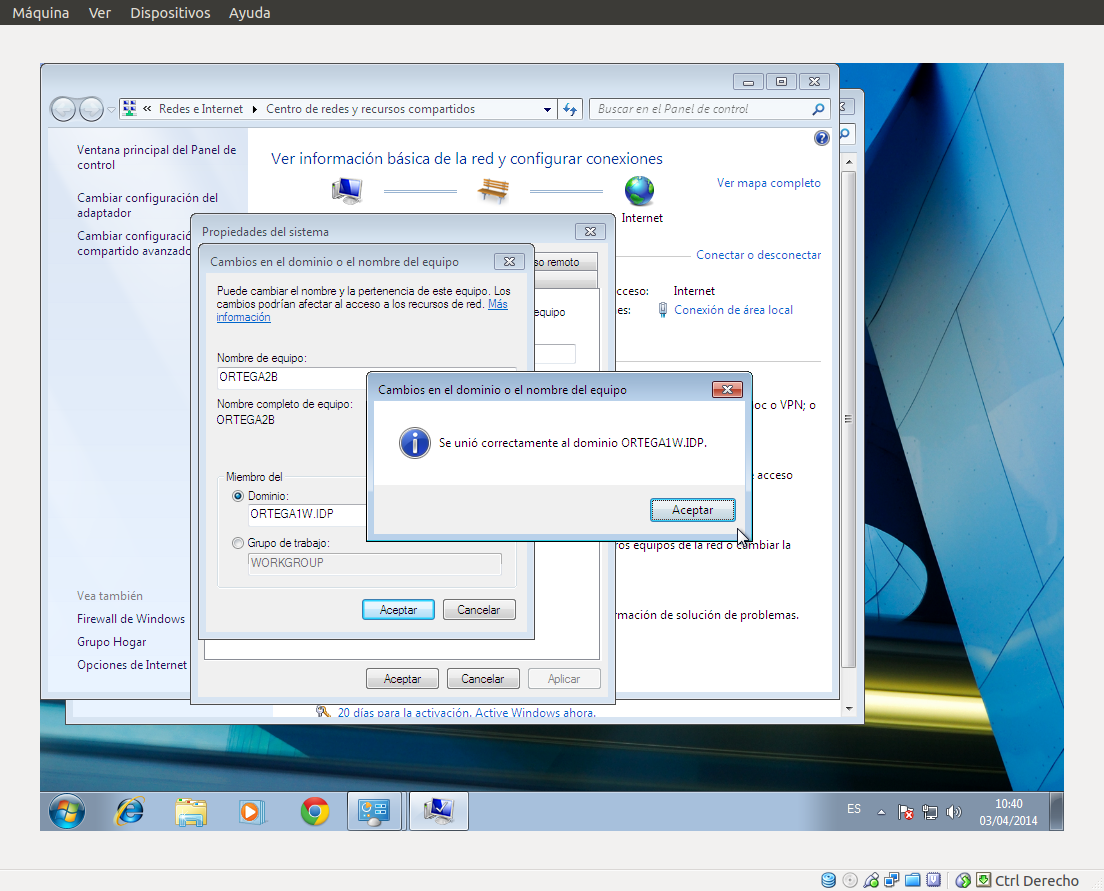 Máquina Ver Dispositivos Ayuda
« Redes e Internet Centro de redes y recursos compartidos
Buscar en el Panel de control
Ventana principal del Panel de
control
Cambiar configuración del
adaptador
Cambiar configuració
compartido avanzado
Ver información básica de la red y configurar conexiones
Ver mapa completo
Internet
Conectar o desconectar
cceso: Internet
es: Conexión de área local
oc o VPN; o
acceso
ros equipos de la red o cambiar la
rmación de solución de problemas.
Vea también
Firewall de Windows
Grupo Hogar
Opciones de Internet
Propiedades del sistema
so remoto
equipo
Aceptar Cancelar Aplicar
Cambios en el dominio o el nombre del equipo
Puede cambiar el nombre y la pertenencia de este equipo. Los
cambios podrían afectar al acceso a los recursos de red. Más
información
Nombre de equipo:
ORTEGA2B
Nombre completo de equipo:
ORTEGA2B
Miembro del
Dominio:
ORTEGA1W.IDP
Grupo de trabajo:
WORKGROUP
Aceptar Cancelar
Cambios en el dominio o el nombre del equipo
Se unió correctamente al dominio ORTEGA1W.IDP.
Aceptar
20 días para la activación. Active Windows ahora.
ES
10:40
03/04/2014
Ctrl Derecho